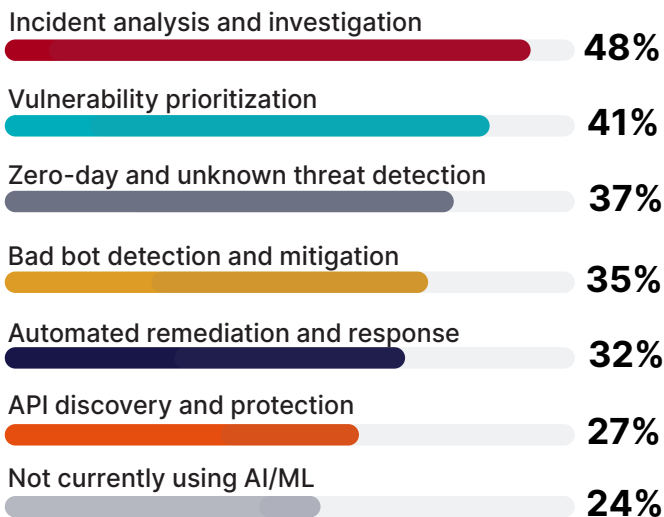 Incident analysis and investigation
48%
Vulnerability prioritization
41%
Zero-day and unknown threat detection
37%
Bad bot detection and mitigation
35%
Automated remediation and response
32%
API discovery and protection
27%
Not currently using AI/ML
24%